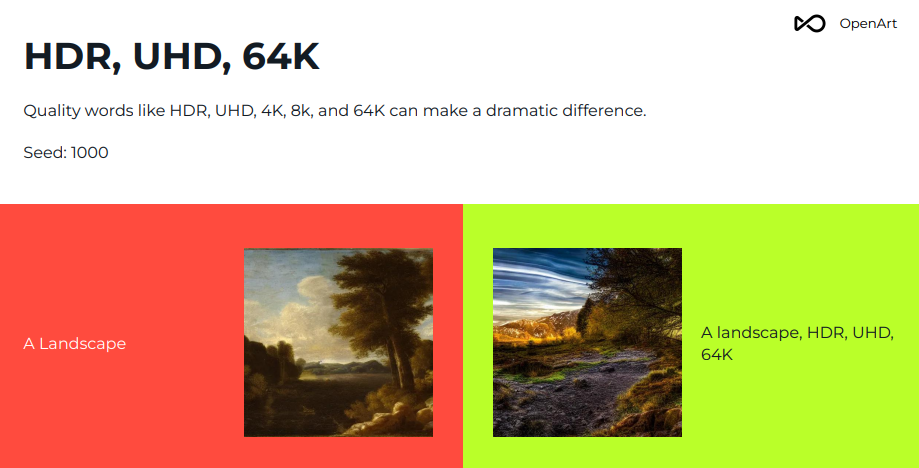 OpenArt
HDR, UHD, 64K
Quality words like HDR, UHD, 4K, 8k, and 64K can make a dramatic difference.
Seed: 1000
A Landscape
A landscape, HDR, UHD,
64K